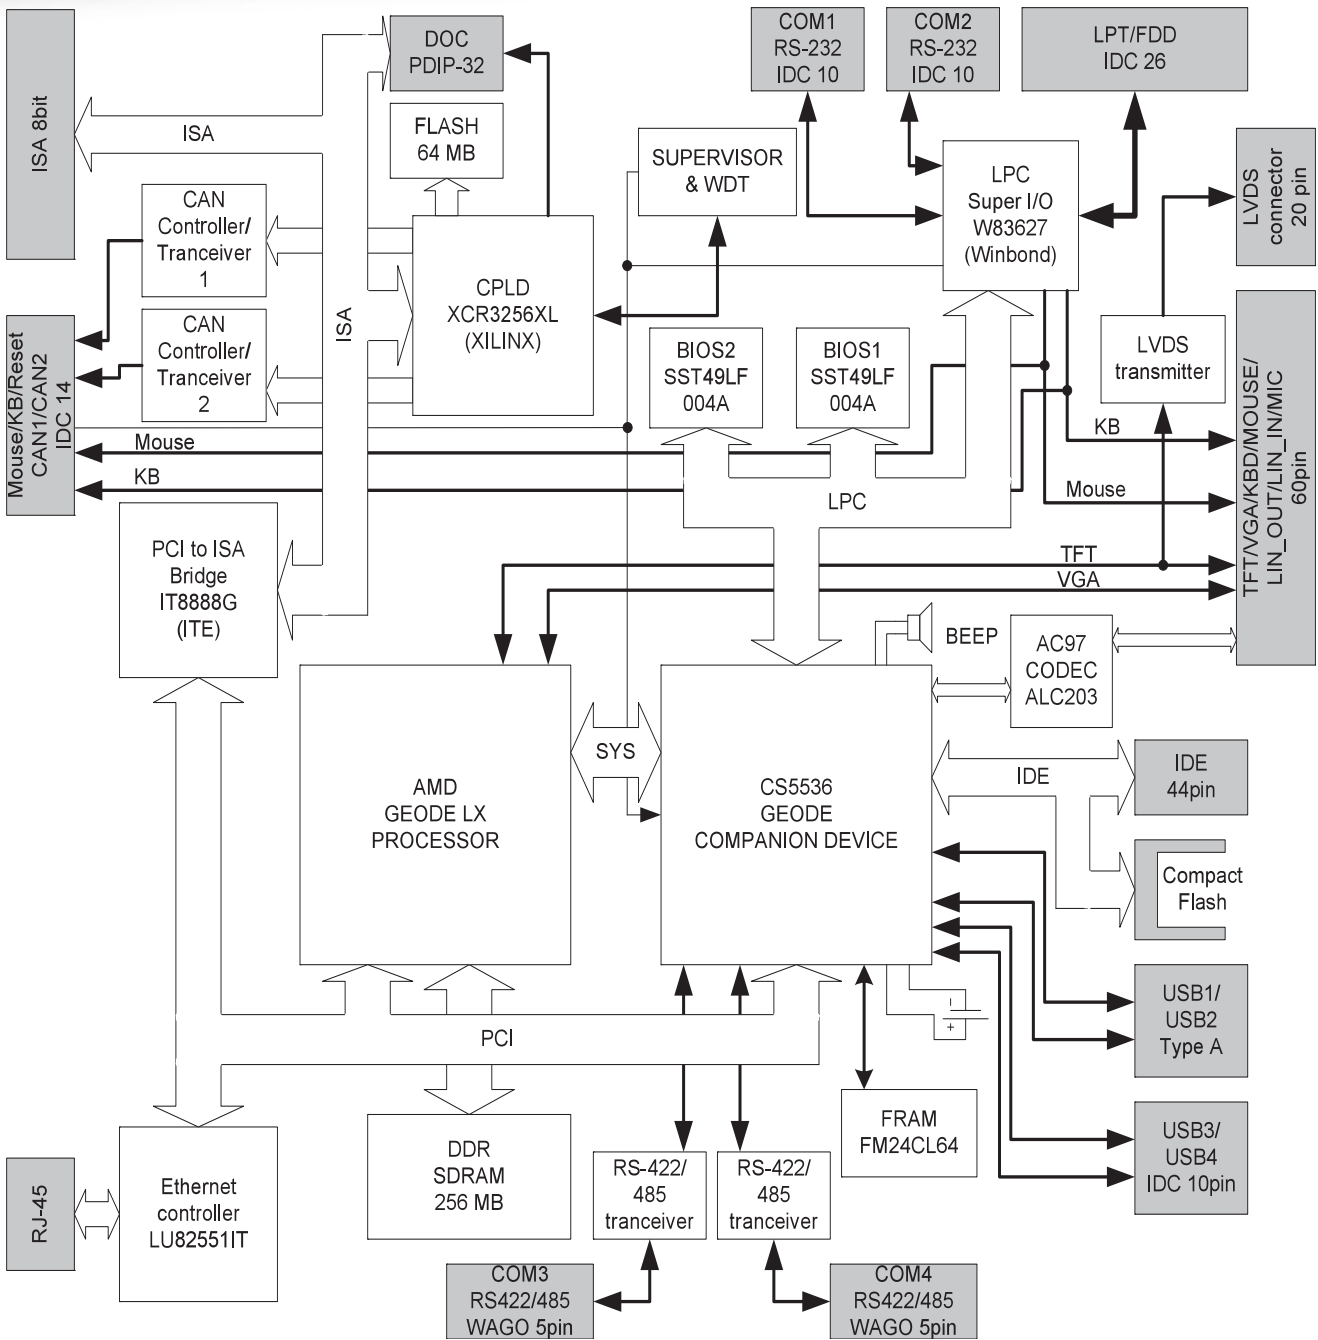 ISA 8bit
DOC
PDIP-32
COM1
RS-232
IDC 10
COM2
RS-232
IDC 10
LPT/FDD
IDC 26
ISA
FLASH
64 MB
SUPERVISOR
& WDT
LPC
Super I/O
W83627
(Winbond)
LVDS
connector
20 pin
CAN
Controller/
Tranceiver
1
CPLD
XCR3256XL
(XILINX)
ISA
CAN
Controller/
Tranceiver
2
Mouse/KB/Reset
CAN1/CAN2
IDC 14
BIOS2
SST49LF
004A
BIOS1
SST49LF
004A
LVDS
transmitter
TFT/VGA/KBD/MOUSE/
LIN_OUT/LIN_IN/MIC
60pin
Mouse
KB
KB
Mouse
LPC
PCI to ISA
Bridge
IT8888G
(ITE)
TFT
VGA
BEEP
AC97
CODEC
ALC203
SYS
AMD
GEODE LX
PROCESSOR
CS5536
GEODE
COMPANION DEVICE
IDE
IDE
44pin
Compact
Flash
-
+
USB1/
USB2
Type A
PCI
FRAM
FM24CL64
USB3/
USB4
IDC 10pin
DDR
SDRAM
256 MB
RS-422/
485
tranceiver
RS-422/
485
tranceiver
RJ-45
Ethernet
controller
LU82551IT
COM3
RS422/485
WAGO 5pin
COM4
RS422/485
WAGO 5pin